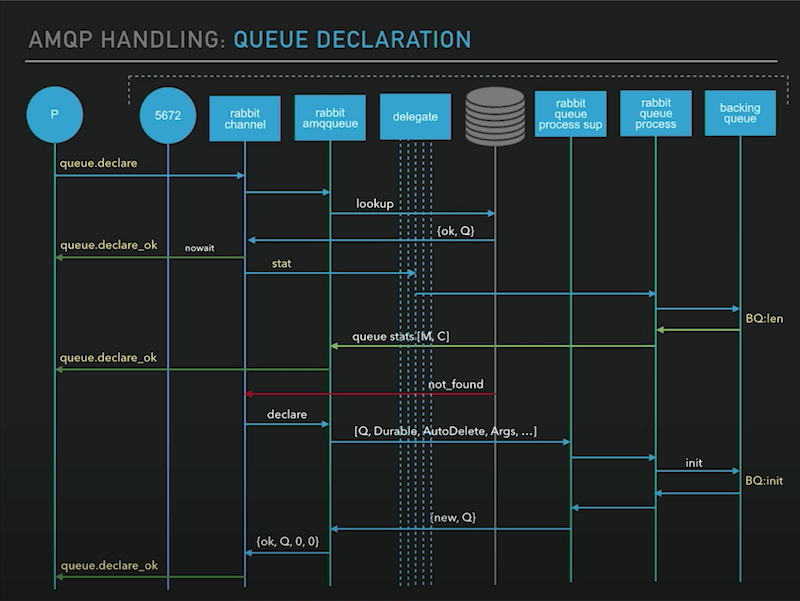 AMQP HANDLING: QUEUE DECLARATION
P
5672
rabbit
channel
rabbit
amqqueue
delegate
rabbit
queue
process sup
rabbit
queue
process
backing
queue
queue.declare
lookup
{ok, Q}
queue.declare_ok
nowait
stat
BQ:len
queue stats [M, C]
queue.declare_ok
not_found
declare
[Q, Durable, AutoDelete, Args, ...]
init
BQ:init
{new, Q}
{ok, Q, 0, 0}
queue.declare_ok